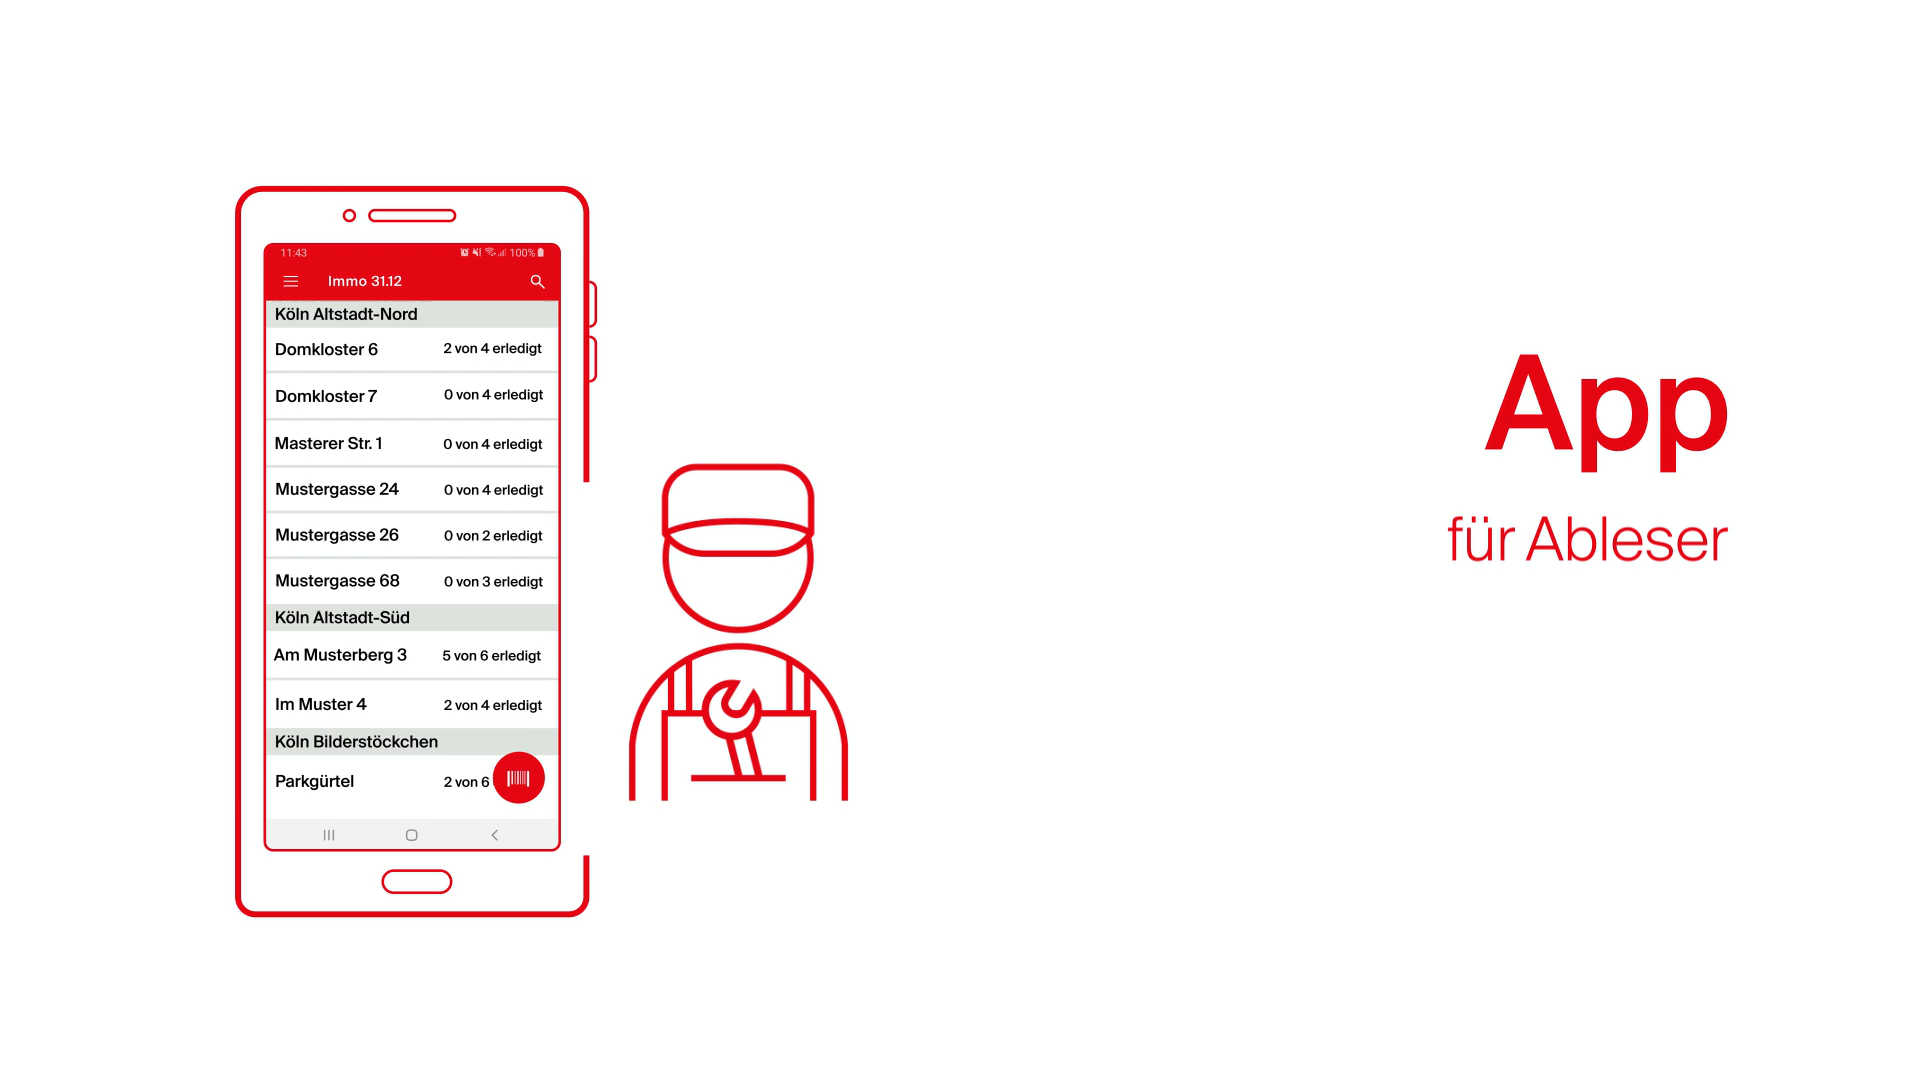 11:43 100%
Immo 31.12
Köln Altstadt-Nord
Domkloster 6 2 von 4 erledigt
Domkloster 7 0 von 4 erledigt
Masterer Str. 1 0 von 4 erledigt
Mustergasse 24 0 von 4 erledigt
Mustergasse 26 0 von 2 erledigt
Mustergasse 68 0 von 3 erledigt
Köln Altstadt-Süd
Am Musterberg 3 5 von 6 erledigt
Im Muster 4 2 von 4 erledigt
Köln Bilderstöckchen
Parkgürtel 2 von 6
App
für Ableser